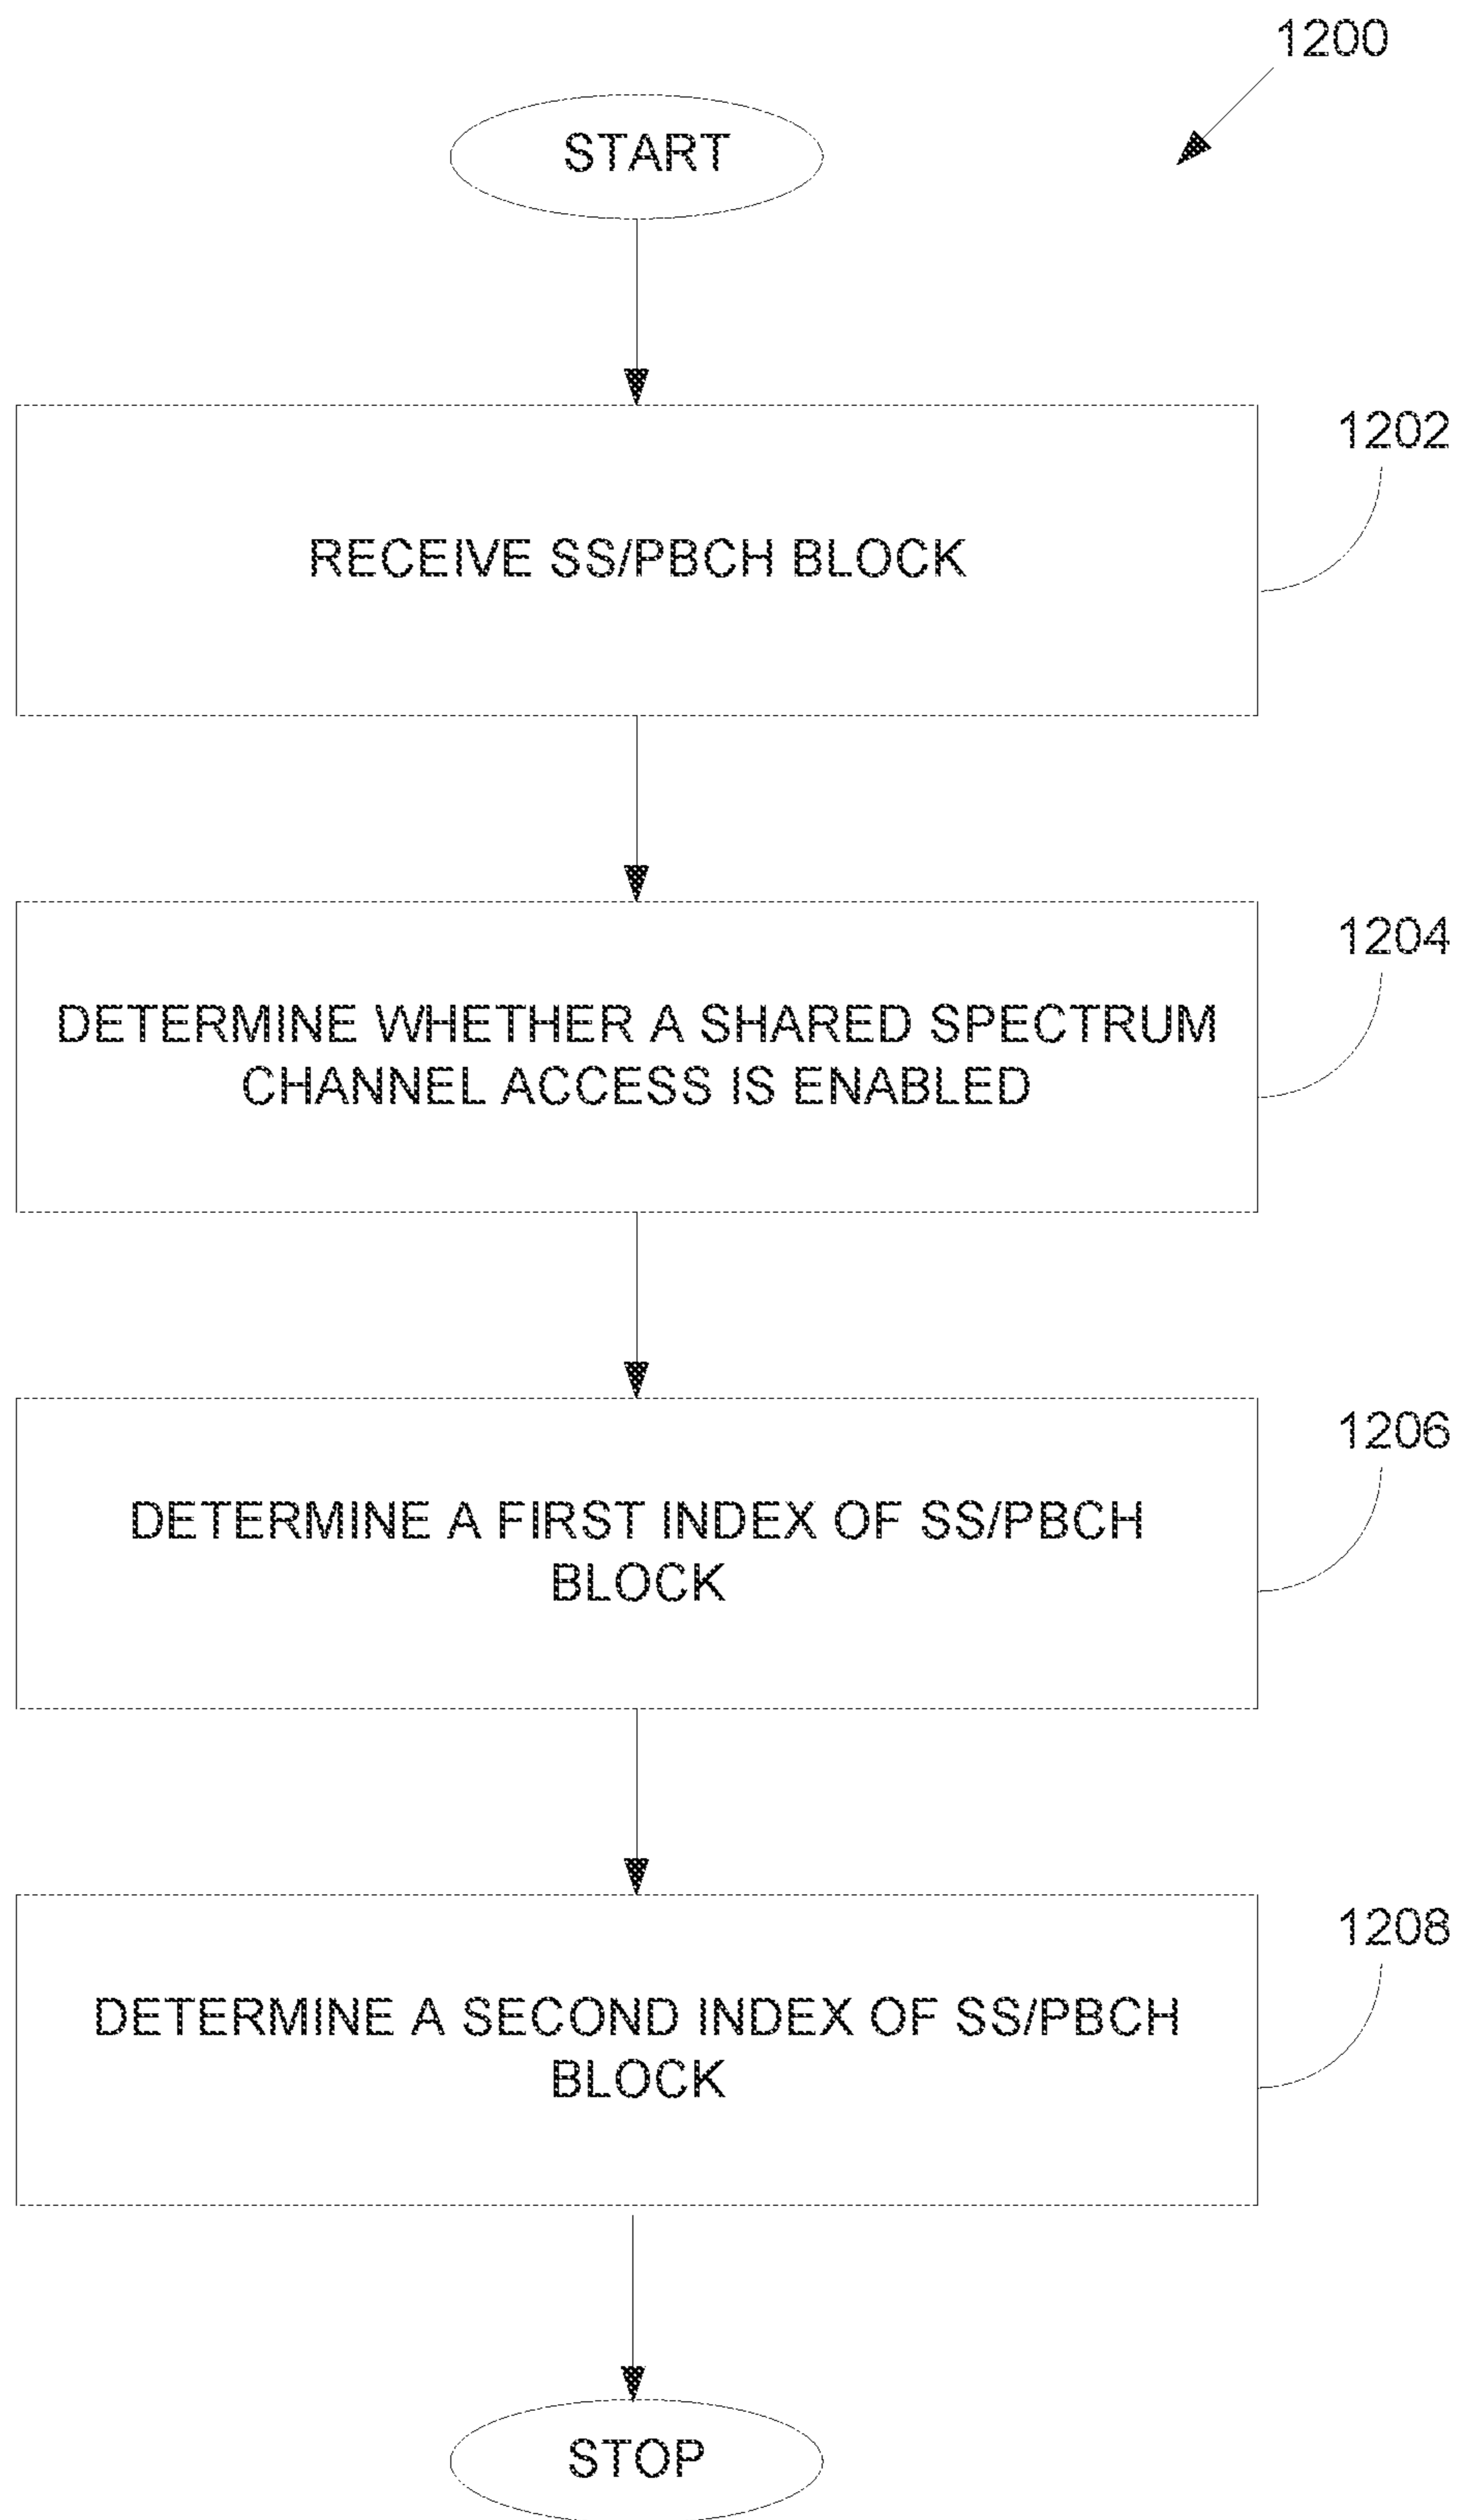 1200
START
RECEIVE SS/PBCH BLOCK
1202
DETERMINE WHETHER A SHARED SPECTRUM
CHANNEL ACCESS IS ENABLED
1204
DETERMINE A FIRST INDEX OF SS/PBCH
BLOCK
1206
DETERMINE A SECOND INDEX OF SS/PBCH
BLOCK
1208
STOP